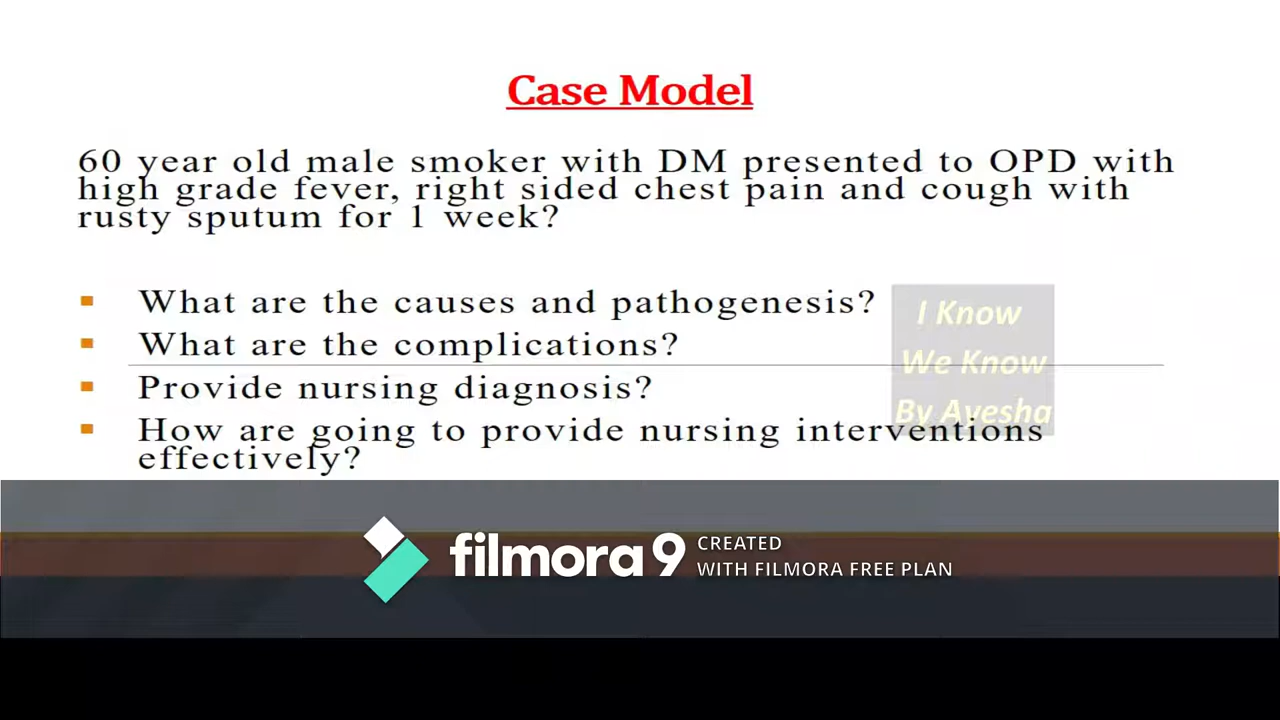 Case Model
60 year old male smoker with DM presented to OPD with
high grade fever, right sided chest pain and cough with
rusty sputum for 1 week?
What are the causes and pathogenesis?
What are the complications?
Provide nursing diagnosis?
How are going to provide nursing interventions
effectively?
I Know
We Know
By Ayesha
filmora 9
CREATED
WITH FILMORA FREE PLAN